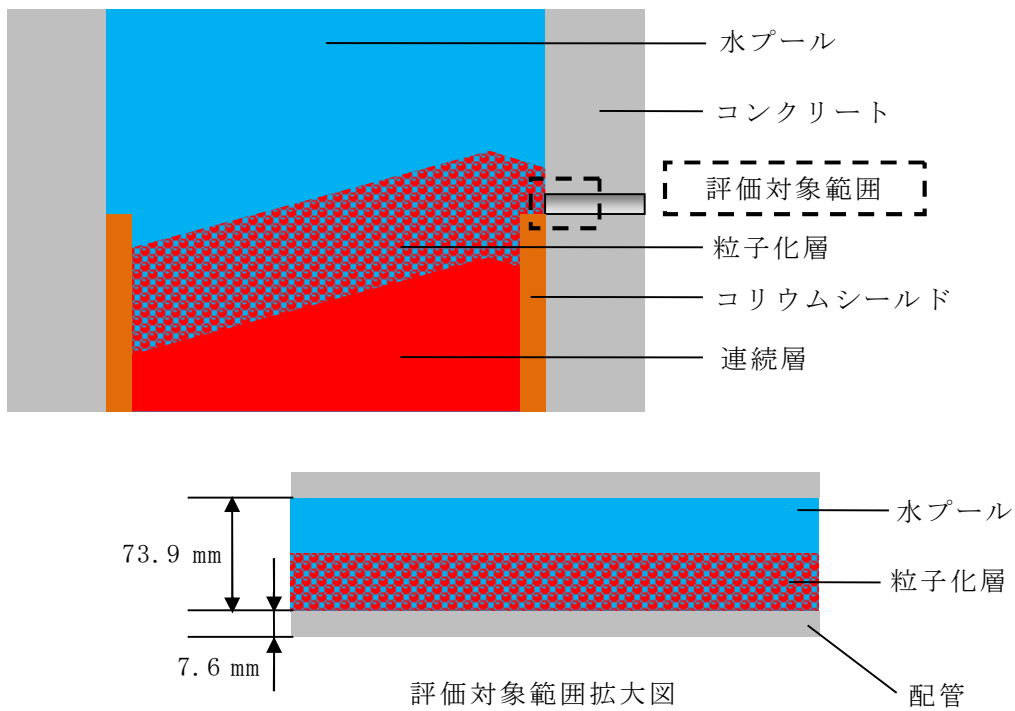 水プール
コンクリート
評価対象範囲
粒子化層
コリウムシールド
連続層
水プール
73.9 mm
粒子化層
7.6 mm
評価対象範囲拡大図
配管